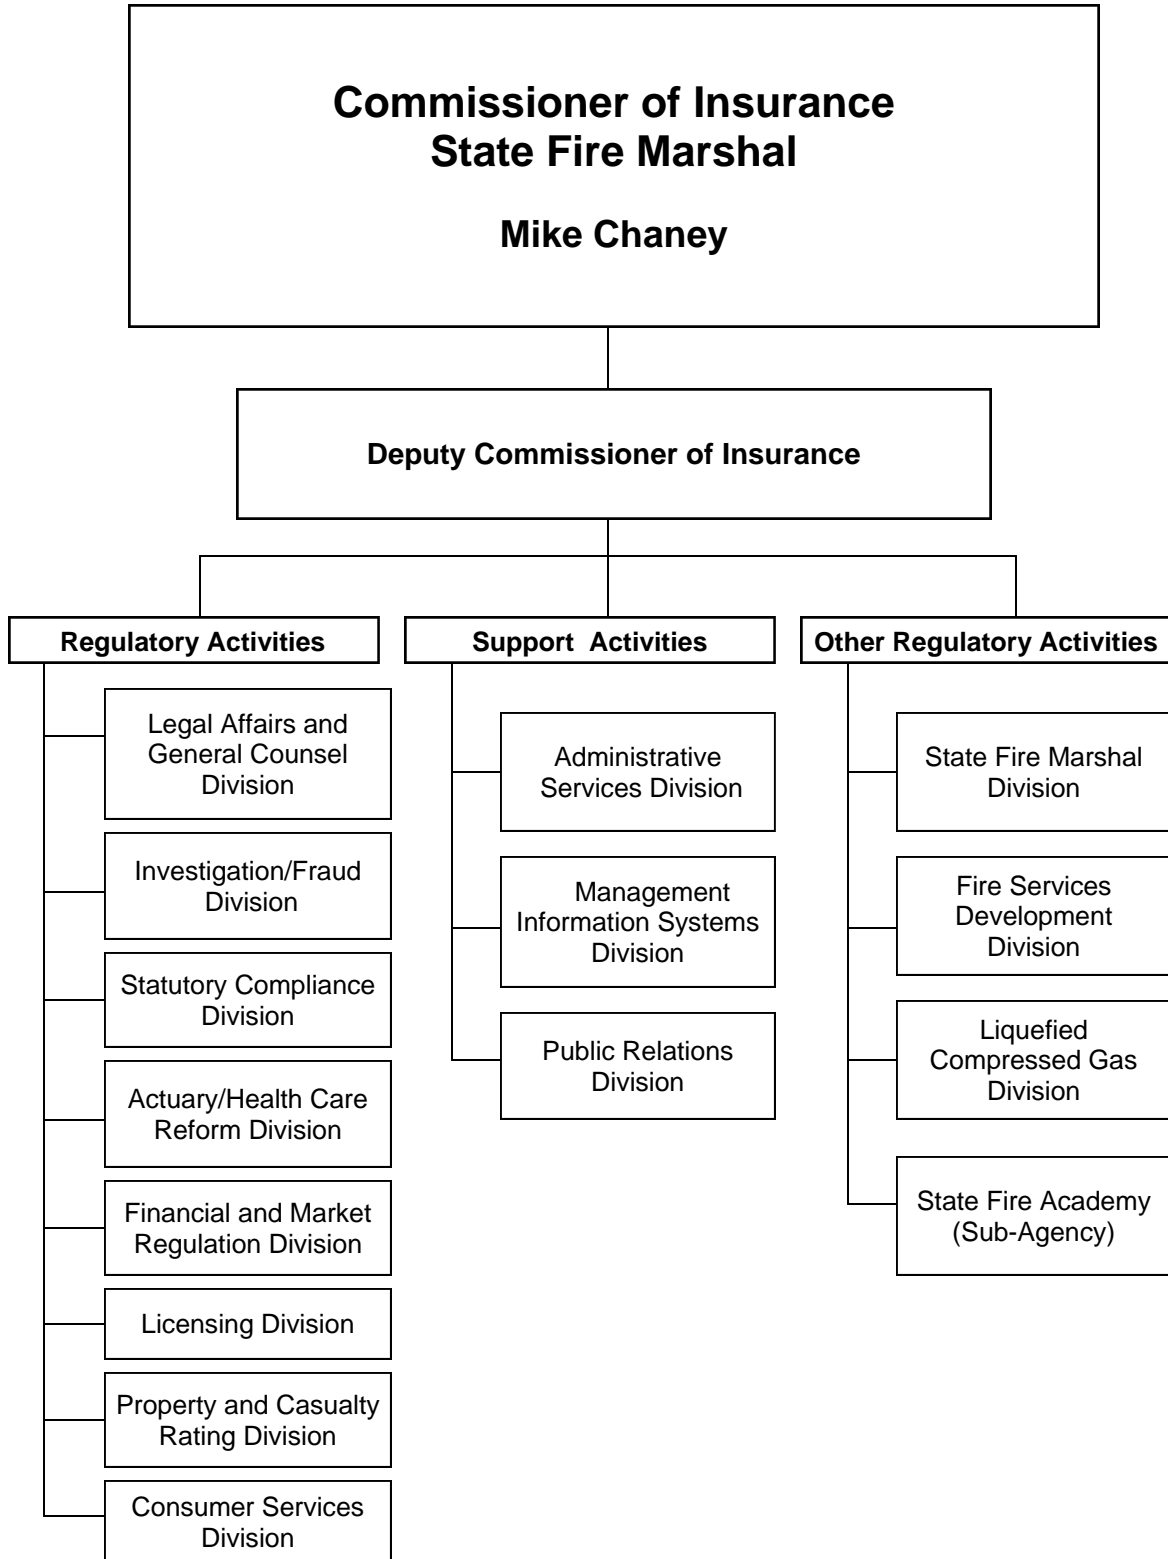 Commissioner of Insurance
State Fire Marshal
Mike Chaney
Deputy Commissioner of Insurance
Regulatory Activities
Legal Affairs and
General Counsel
Division
Investigation/Fraud
Division
Statutory Compliance
Division
Actuary/Health Care
Reform Division
Financial and Market
Regulation Division
Licensing Division
Property and Casualty
Rating Division
Consumer Services
Division
Support Activities
Administrative
Services Division
Management
Information Systems
Division
Public Relations
Division
Other Regulatory Activities
State Fire Marshal
Division
Fire Services
Development
Division
Liquefied
Compressed Gas
Division
State Fire Academy
(Sub-Agency)